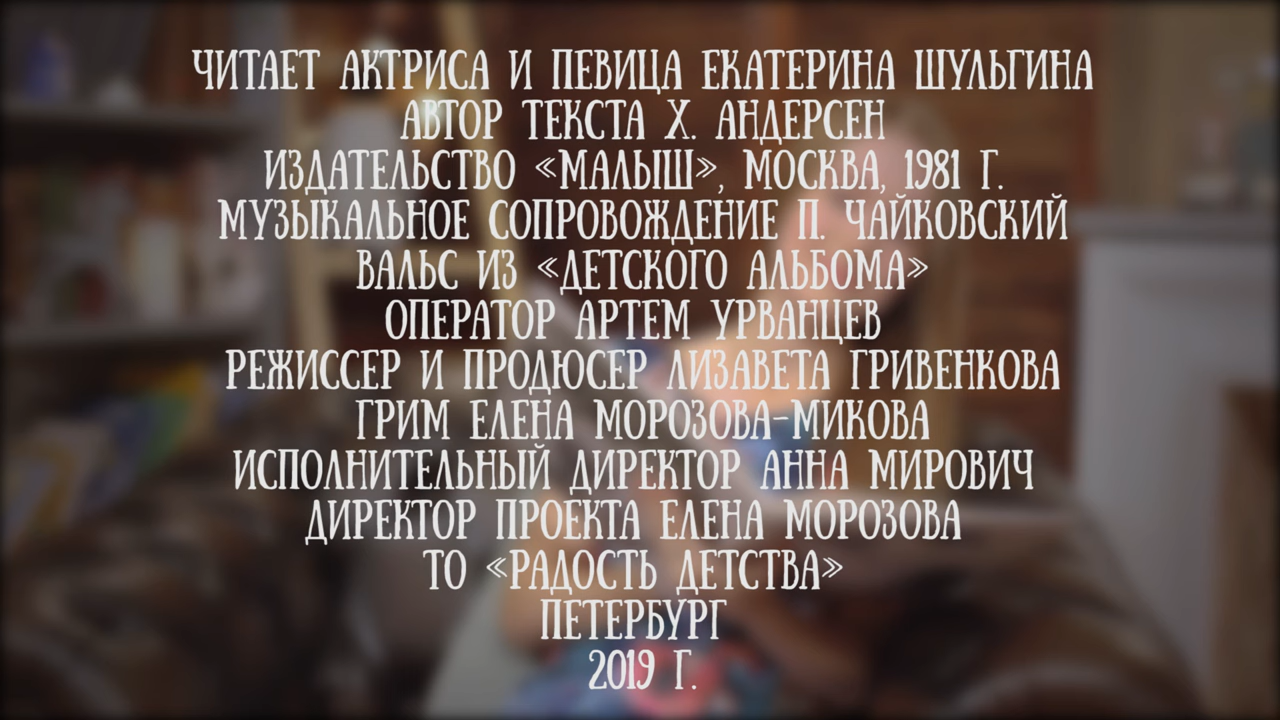 ЧИТАЕТ АКТРИСА И ПЕВИЦА ЕКАТЕРИНА ШУЛЬГИНА
АВТОР ТЕКСТА Х. АНДЕРСЕН
ИЗДАТЕЛЬСТВО «МАЛЫШ», МОСКВА, 1981 Г.
МУЗЫКАЛЬНОЕ СОПРОВОЖДЕНИЕ П. ЧАЙКОВСКИЙ
ВАЛЬС ИЗ «ДЕТСКОГО АЛЬБОМА»
ОПЕРАТОР АРТЕМ УРВАНЦЕВ
РЕЖИССЕР И ПРОДЮСЕР ЛИЗАВЕТА ГРИВЕНКОВА
ГРИМ ЕЛЕНА МОРОЗОВА-МИКОВА
ИСПОЛНИТЕЛЬНЫЙ ДИРЕКТОР АННА МИРОВИЧ
ДИРЕКТОР ПРОЕКТА ЕЛЕНА МОРОЗОВА
ТО «РАДОСТЬ ДЕТСТВА»
ПЕТЕРБУРГ
2019 Г.